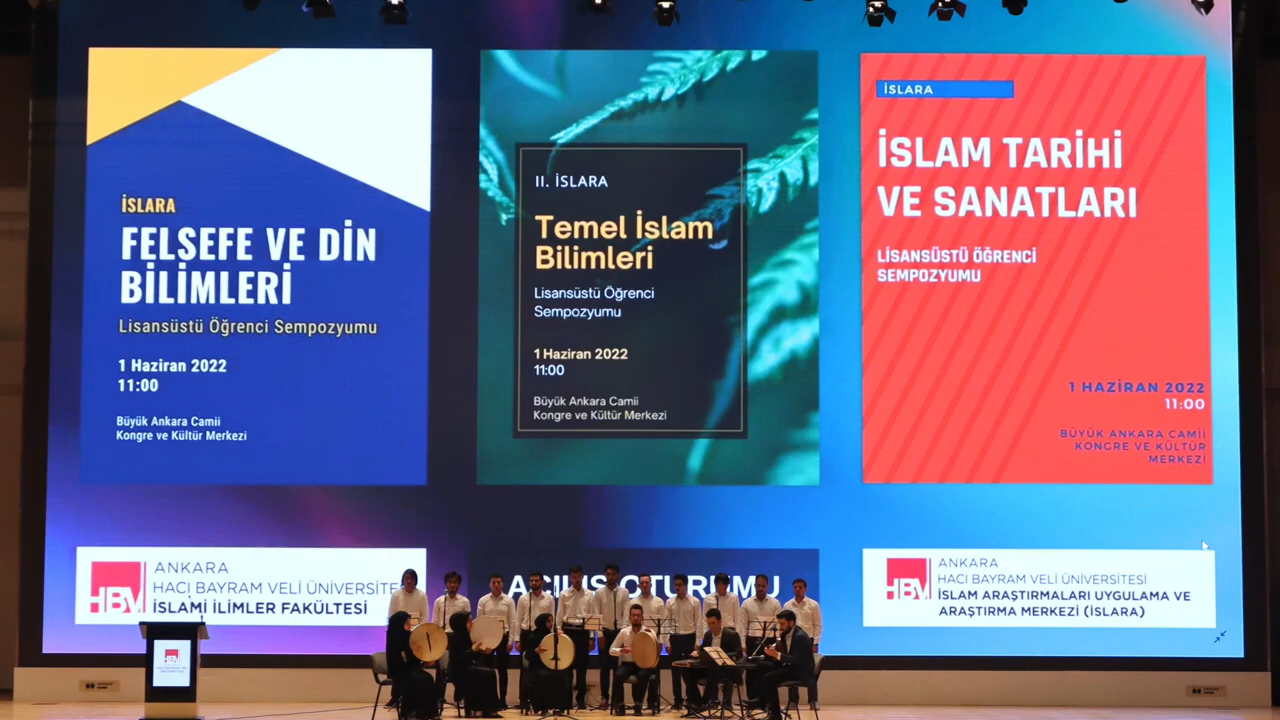 İSLARA
FELSEFE VE DİN
BİLİMLERİ
Lisansüstü Öğrenci Sempozyumu
1 Haziran 2022
11:00
Büyük Ankara Camii
Kongre ve Kültür Merkezi
II. İSLARA
Temel İslam
Bilimleri
Lisansüstü Öğrenci
Sempozyumu
1 Haziran 2022
11:00
Büyük Ankara Camii
Kongre ve Kültür Merkezi
İSLARA
İSLAM TARİHİ
VE SANATLARI
LİSANSÜSTÜ ÖĞRENCİ
SEMPOZYUMU
1 HAZİRAN 2022
11:00
BÜYÜK ANKARA CAMİİ
KONGRE VE KÜLTÜR
MERKEZİ
HBV
ANKARA
HACI BAYRAM VELİ ÜNİVERSİTE
İSLAMİ İLİMLER FAKÜLTESİ
AÇILIŞ OTURUMU
HBV
ANKARA
HACI BAYRAM VELİ ÜNİVERSİTESİ
İSLAM ARAŞTIRMALARI UYGULAMA VE
ARAŞTIRMA MERKEZİ (İSLARA)
HBV